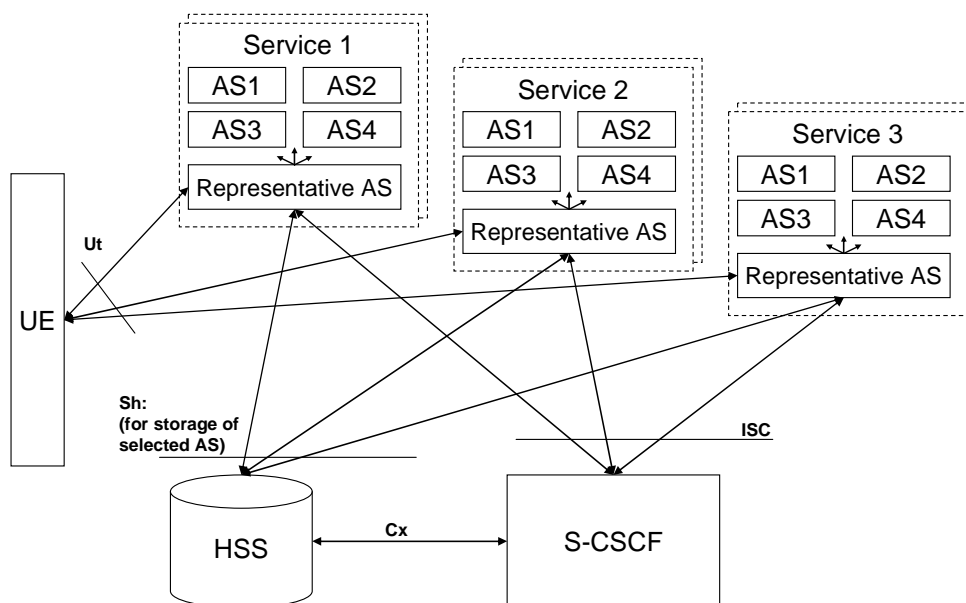 Service 1
AS1 AS2
AS3 AS4
Representative AS
Service 2
AS1 AS2
AS3 AS4
Representative AS
Service 3
AS1 AS2
AS3 AS4
Representative AS
Ut
UE
Sh:
(for storage of
selected AS)
ISC
HSS
Cx
S-CSCF